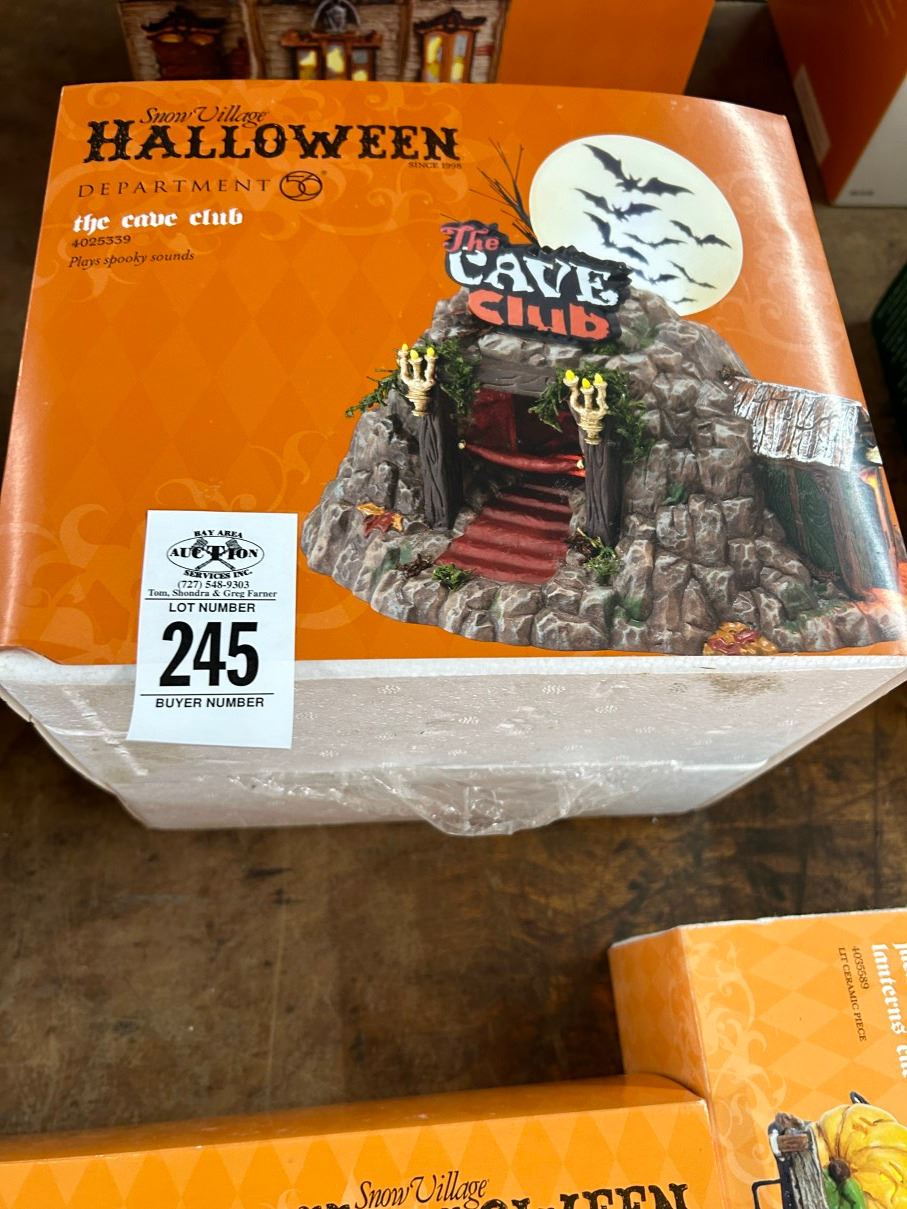 Snow Village
HALLOWEEN
SINCE 1998
DEPARTMENT 56®
the cave club
4025339
Plays spooky sounds
The
CAVE
Club
BAY AREA
AUCTION
SERVICES INC.
(727) 548-9303
Tom, Shondra & Greg Farner
LOT NUMBER
245
BUYER NUMBER
lanterns
4035589
LIT CERAMIC PIECE
Snow Village